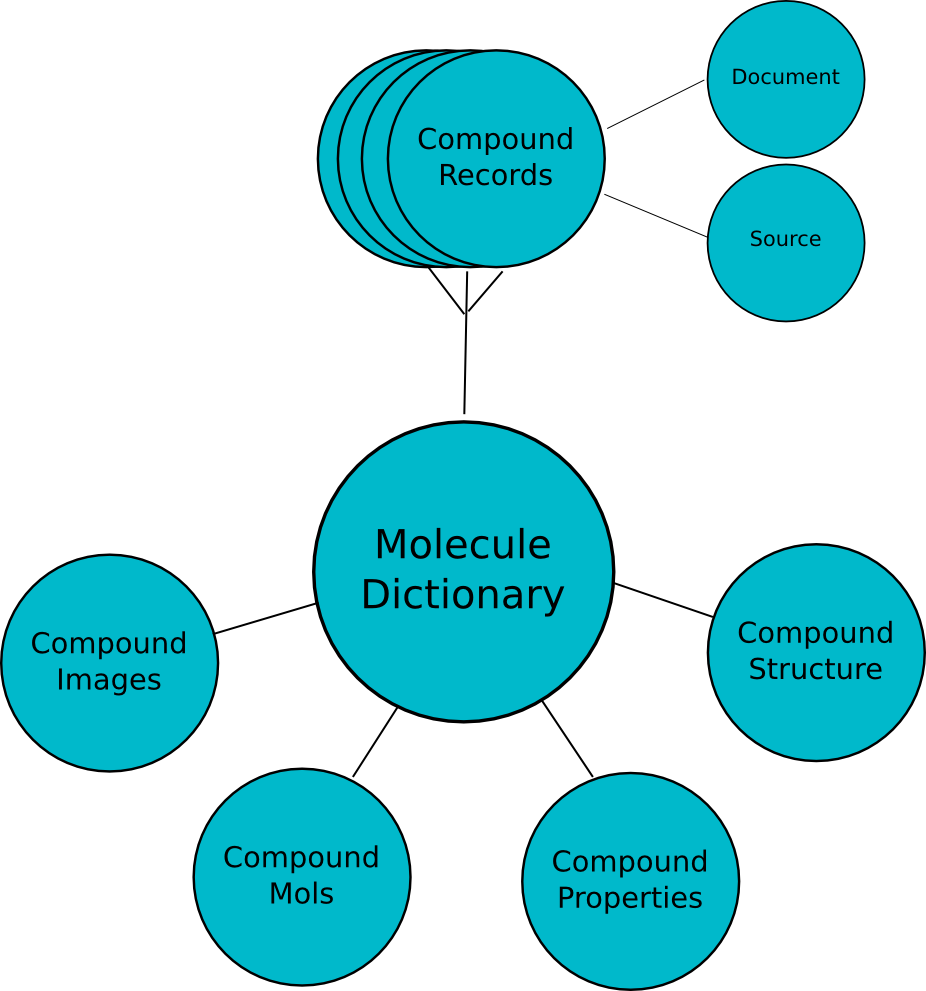 Document
Compound
Records
Source
Molecule
Dictionary
Compound
Images
Compound
Structure
Compound
Mols
Compound
Properties